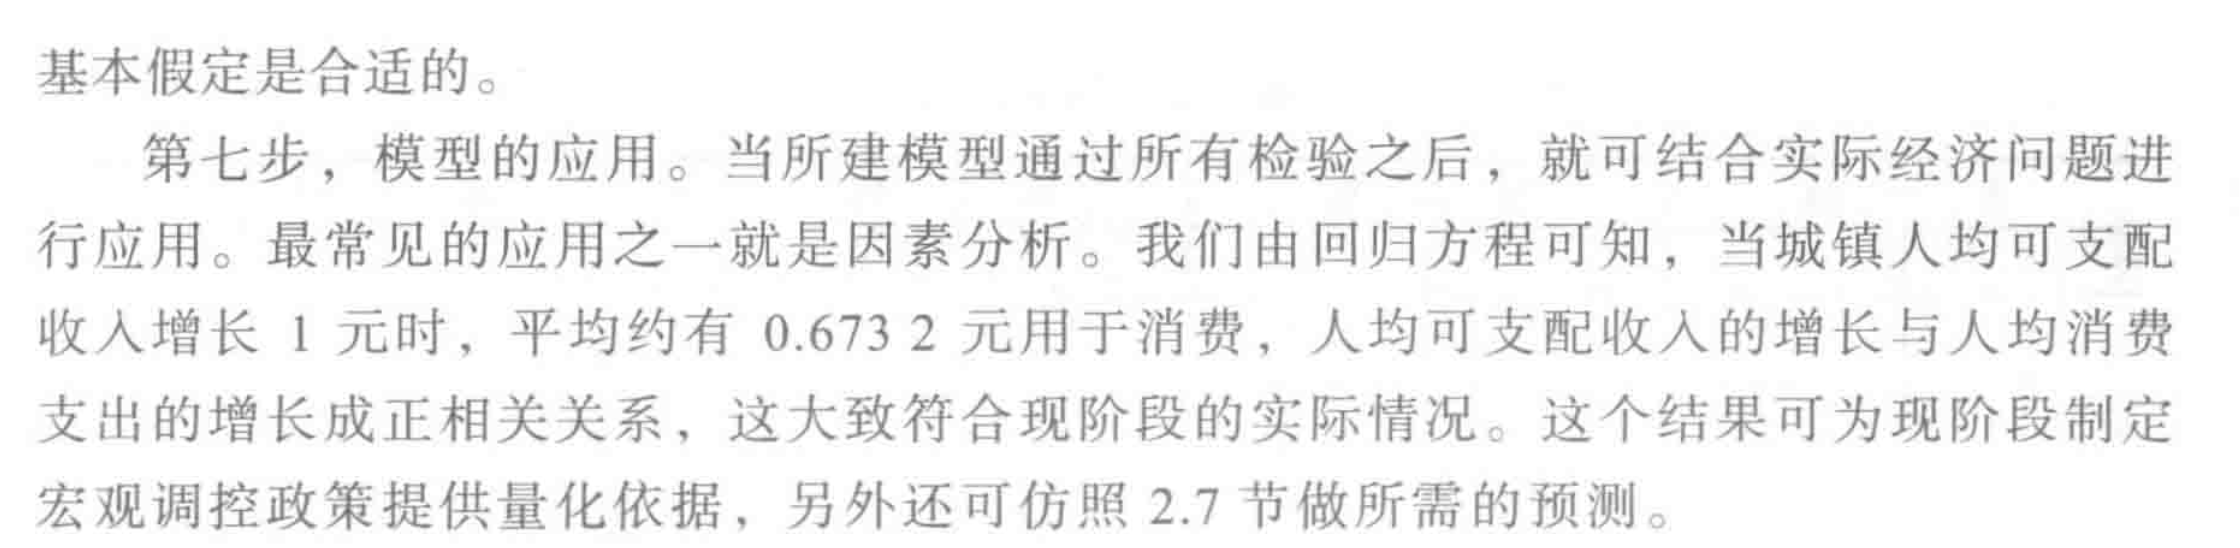 基本假定是合适的。
第七步，模型的应用。当所建模型通过所有检验之后，就可结合实际经济问题进
行应用。最常见的应用之一就是因素分析。我们由回归方程可知，当城镇人均可支配
收入增长 1 元时，平均约有 0.673 2 元用于消费，人均可支配收入的增长与人均消费
支出的增长成正相关关系，这大致符合现阶段的实际情况。这个结果可为现阶段制定
宏观调控政策提供量化依据，另外还可仿照 2.7 节做所需的预测。